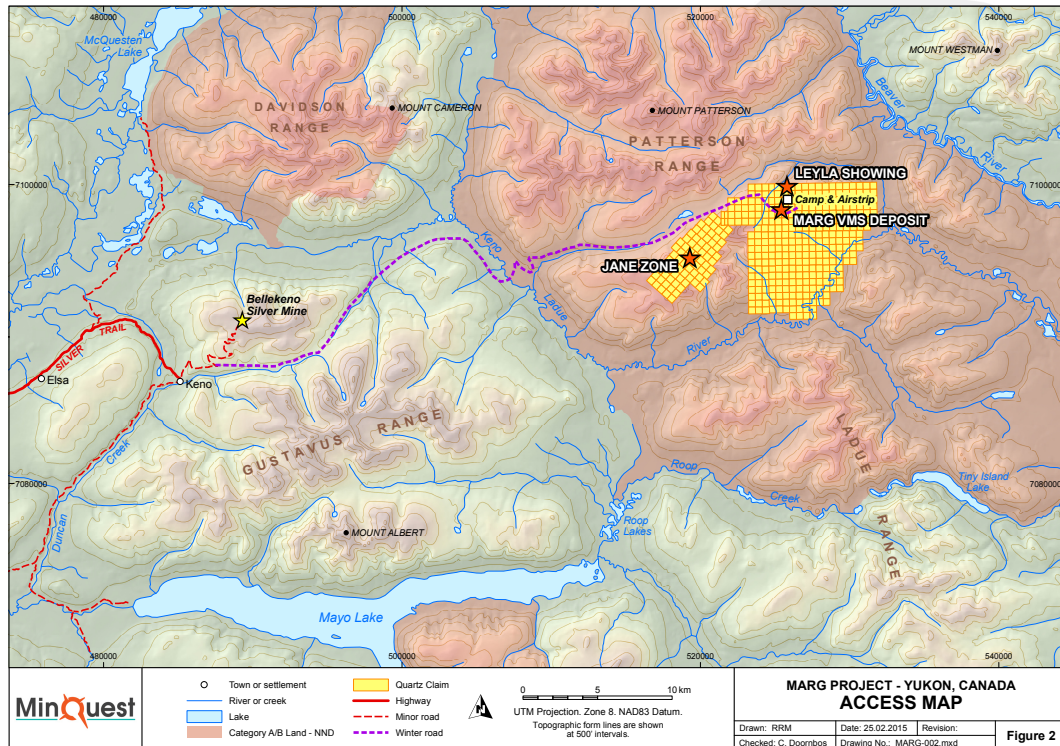 480000
500000
520000
540000
McQuesten
Lake
MOUNT WESTMAN
DAVIDSON
RANGE
MOUNT CAMERON
MOUNT PATTERSON
PATTERSON
RANGE
Beaver
River
7100000
7100000
LEYLA SHOWING
Camp & Airstrip
MARG VMS DEPOSIT
JANE ZONE
Keno
Ladue
River
Bellekeno
Silver Mine
SILVER TRAIL
Elsa
Keno
GUSTAVUS RANGE
LADUE
RANGE
Duncan
Creek
7080000
7080000
Roop
Creek
Tiny Island
Lake
Roop
Lakes
MOUNT ALBERT
Mayo Lake
480000
500000
520000
540000
MinQuest
Town or settlement
River or creek
Lake
Category A/B Land - NND
Quartz Claim
Highway
Minor road
Winter road
N
0 5 10 km
UTM Projection. Zone 8. NAD83 Datum.
Topographic form lines are shown
at 500' intervals.
MARG PROJECT - YUKON, CANADA
ACCESS MAP
Drawn: RRM
Date: 25.02.2015
Revision:
Figure 2
Checked: C. Doornbos
Drawing No.: MARG-002.mxd